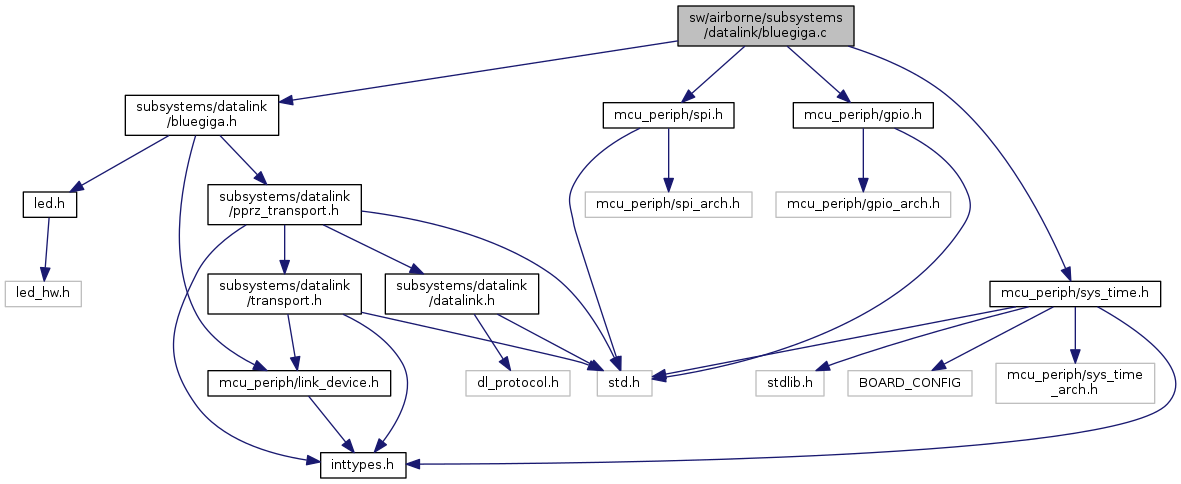 sw/airborne/subsystems
/datalink/bluegiga.c
subsystems/datalink
/bluegiga.h
mcu_periph/spi.h
mcu_periph/gpio.h
led.h
subsystems/datalink
/pprz_transport.h
mcu_periph/spi_arch.h
mcu_periph/gpio_arch.h
led_hw.h
subsystems/datalink
/transport.h
subsystems/datalink
/datalink.h
mcu_periph/sys_time.h
mcu_periph/link_device.h
dl_protocol.h
std.h
stdlib.h
BOARD_CONFIG
mcu_periph/sys_time
_arch.h
inttypes.h